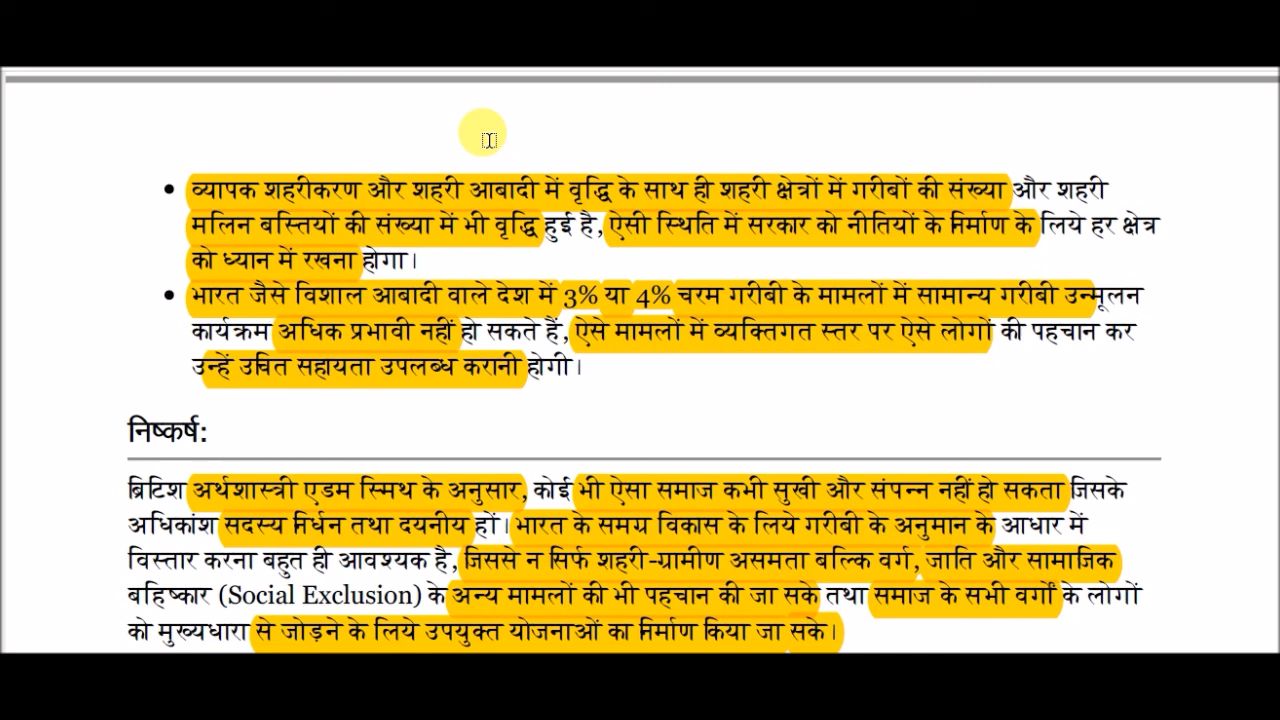 • व्यापक शहरीकरण और शहरी आबादी में वृद्धि के साथ ही शहरी क्षेत्रों में गरीबों की संख्या और शहरी
मलिन बस्तियों की संख्या में भी वृद्धि हुई है, ऐसी स्थिति में सरकार को नीतियों के निर्माण के लिये हर क्षेत्र
को ध्यान में रखना होगा।
• भारत जैसे विशाल आबादी वाले देश में 3% या 4% चरम गरीबी के मामलों में सामान्य गरीबी उन्मूलन
कार्यक्रम अधिक प्रभावी नहीं हो सकते हैं, ऐसे मामलों में व्यक्तिगत स्तर पर ऐसे लोगों की पहचान कर
उन्हें उचित सहायता उपलब्ध करानी होगी।
निष्कर्ष:
ब्रिटिश अर्थशास्त्री एडम स्मिथ के अनुसार, कोई भी ऐसा समाज कभी सुखी और संपन्न नहीं हो सकता जिसके
अधिकांश सदस्य निर्धन तथा दयनीय हों। भारत के समग्र विकास के लिये गरीबी के अनुमान के आधार में
विस्तार करना बहुत ही आवश्यक है, जिससे न सिर्फ शहरी-ग्रामीण असमता बल्कि वर्ग, जाति और सामाजिक
बहिष्कार (Social Exclusion) के अन्य मामलों की भी पहचान की जा सके तथा समाज के सभी वर्गों के लोगों
को मुख्यधारा से जोड़ने के लिये उपयुक्त योजनाओं का निर्माण किया जा सके।